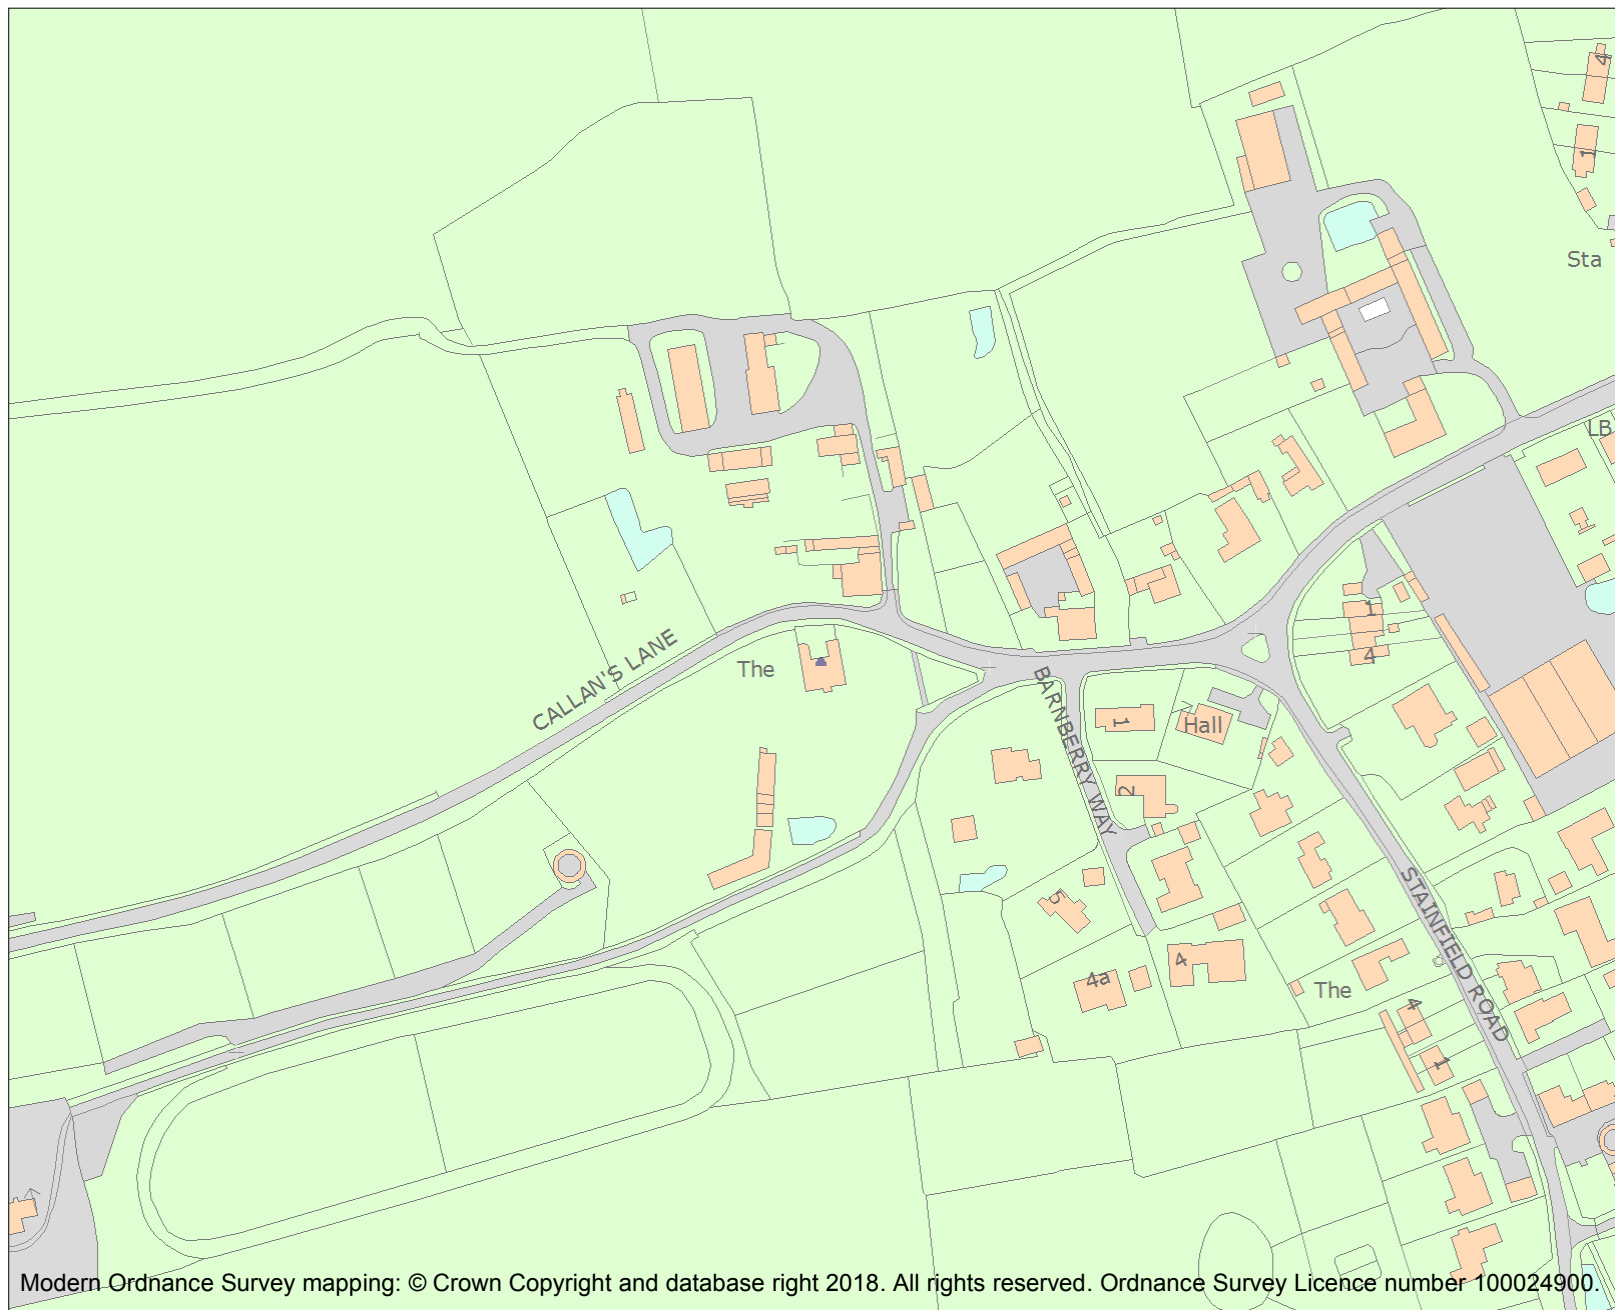 4
1
Sta
LB
1
4
CALLAN'S LANE
The
BARNBERRY WAY
1
Hall
2
5
STAINFIELD ROAD
4
4a
The
4
1
Modern Ordnance Survey mapping: © Crown Copyright and database right 2018. All rights reserved. Ordnance Survey Licence number 100024900.